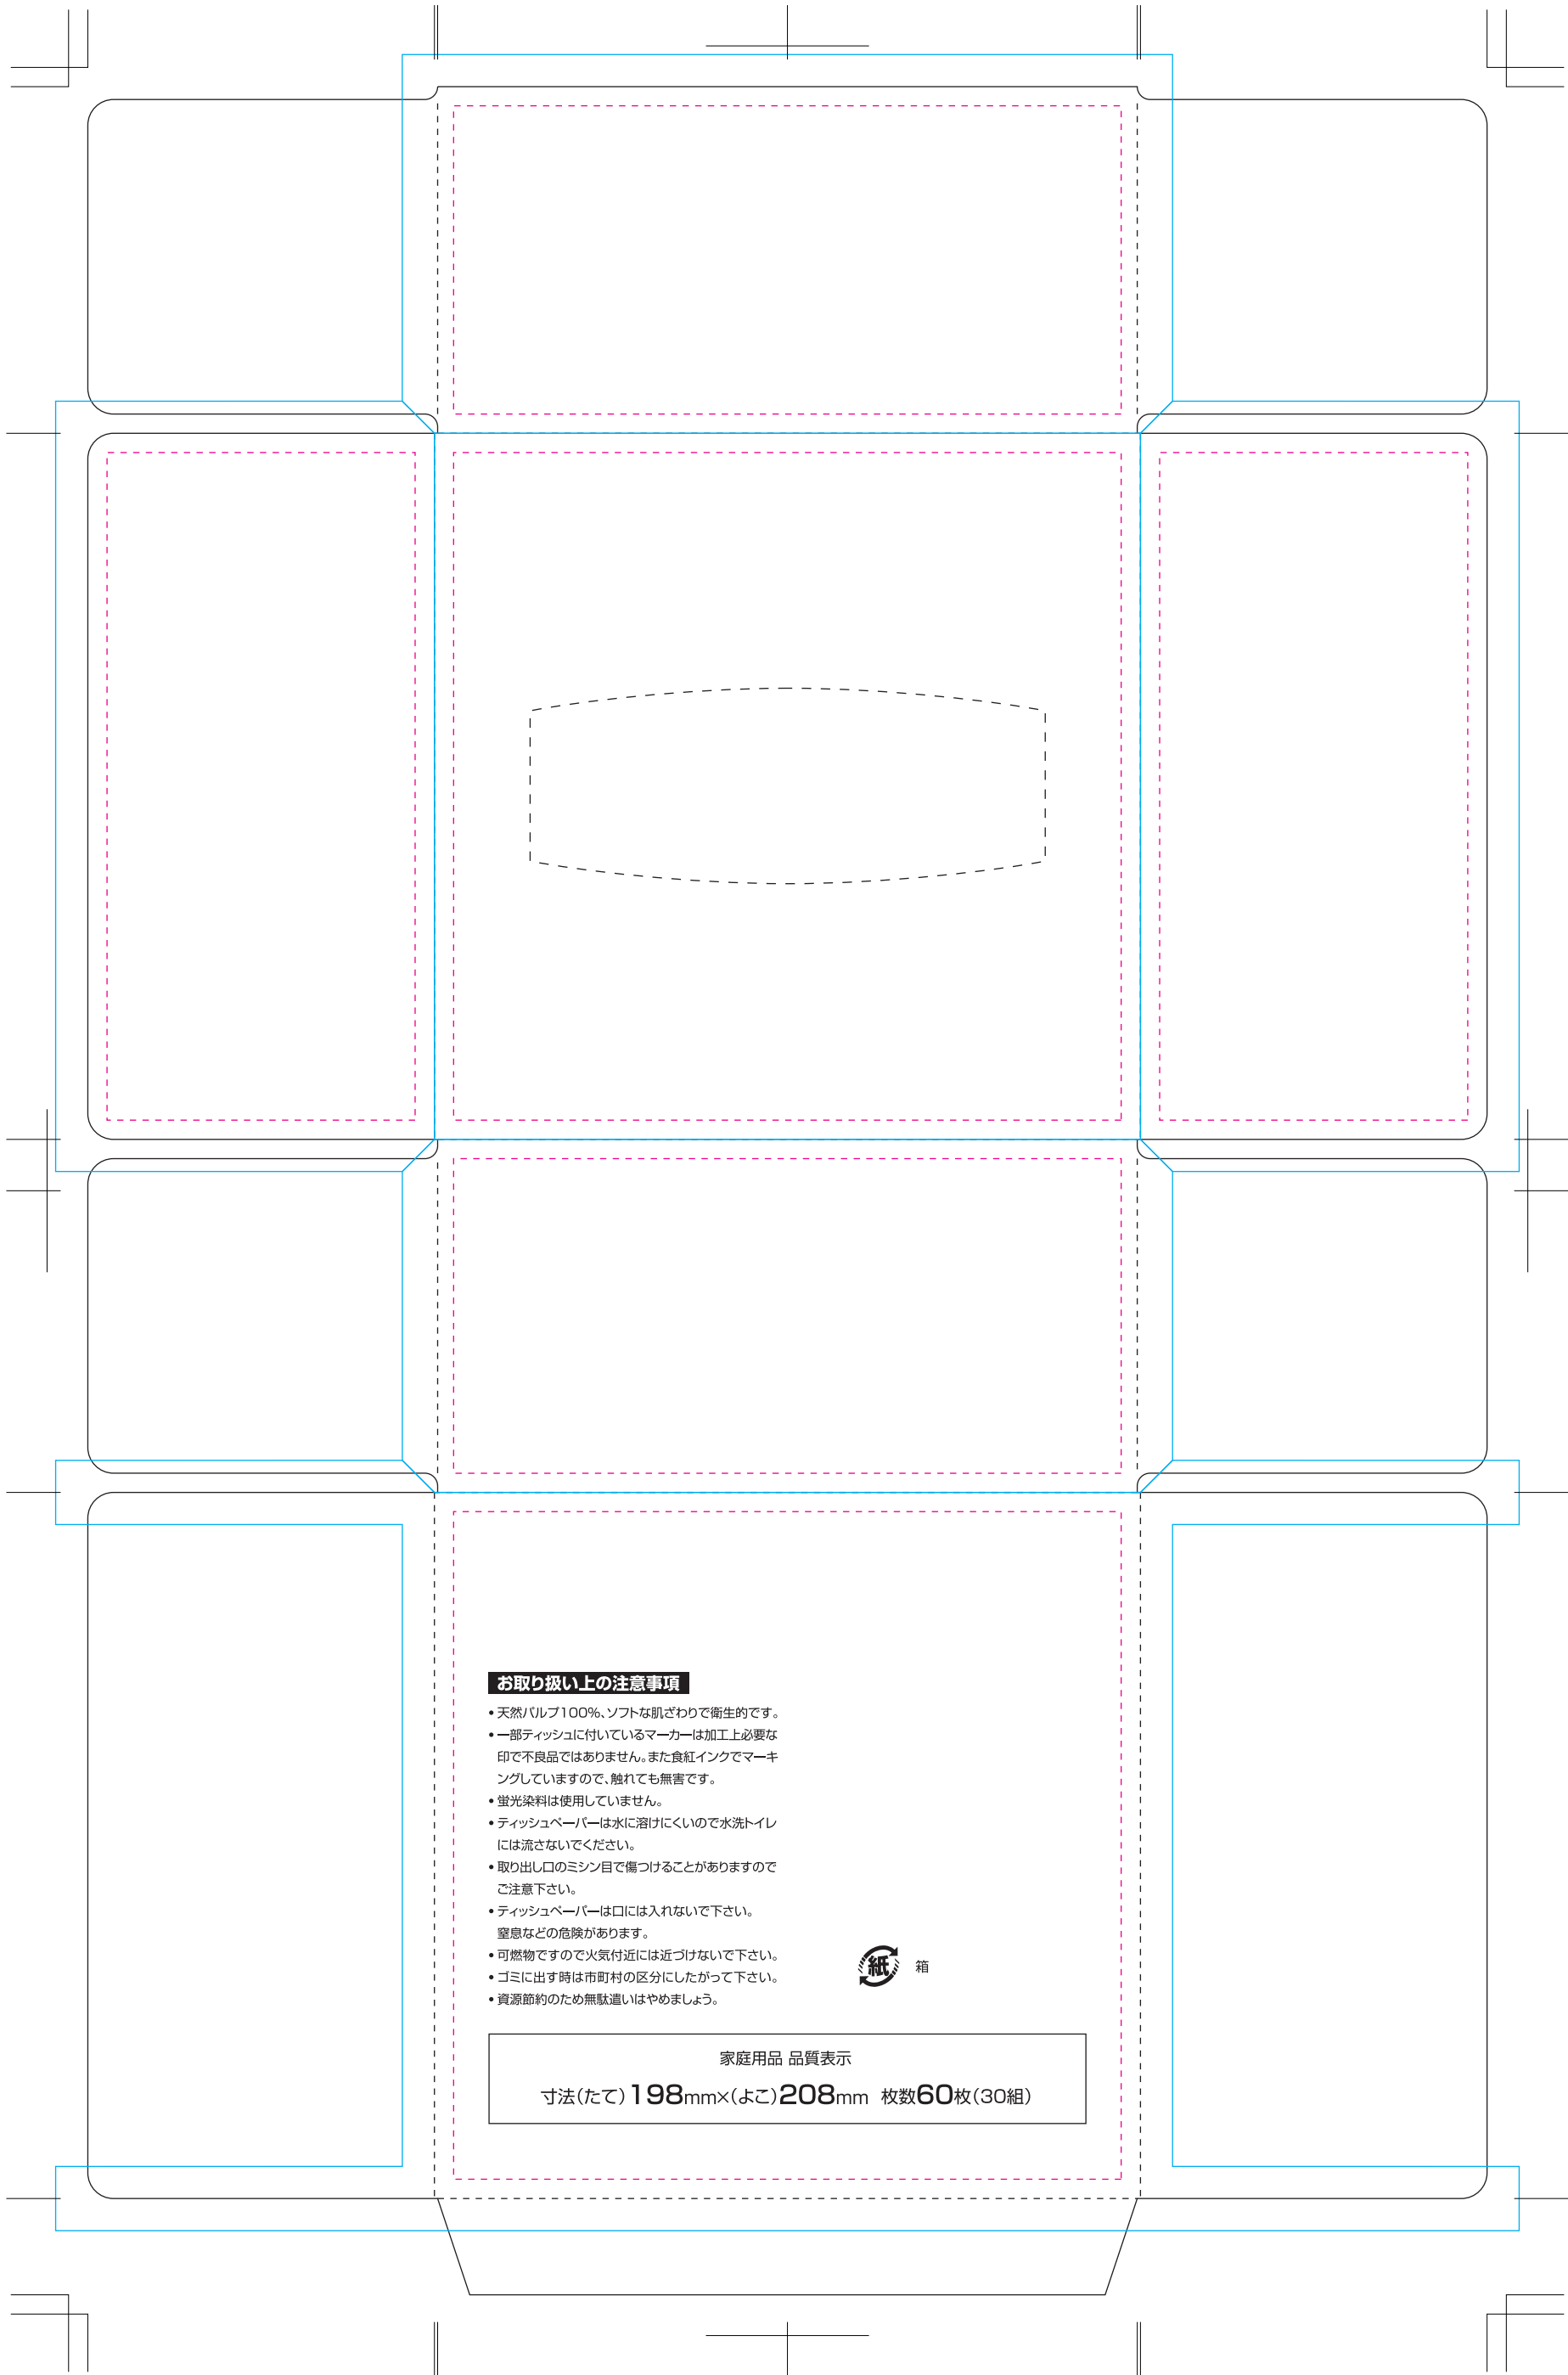 お取り扱い上の注意事項
•天然パルプ100%、ソフトな肌ざわりで衛生的です。
•一部ティッシュに付いているマーカーは加工上必要な
印で不良品ではありません。また食紅インクでマーキ
ングしていますので、触れても無害です。
•蛍光染料は使用していません。
•ティッシュペーパーは水に溶けにくいので水洗トイレ
には流さないでください。
•取り出し口のミシン目で傷つけることがありますので
ご注意下さい。
•ティッシュペーパーは口には入れないで下さい。
窒息などの危険があります。
•可燃物ですので火気付近には近づけないで下さい。
•ゴミに出す時は市町村の区分にしたがって下さい。
•資源節約のため無駄遣いはやめましょう。
紙 箱
家庭用品 品質表示
寸法(たて)198mm×(よこ)208mm 枚数60枚(30組)